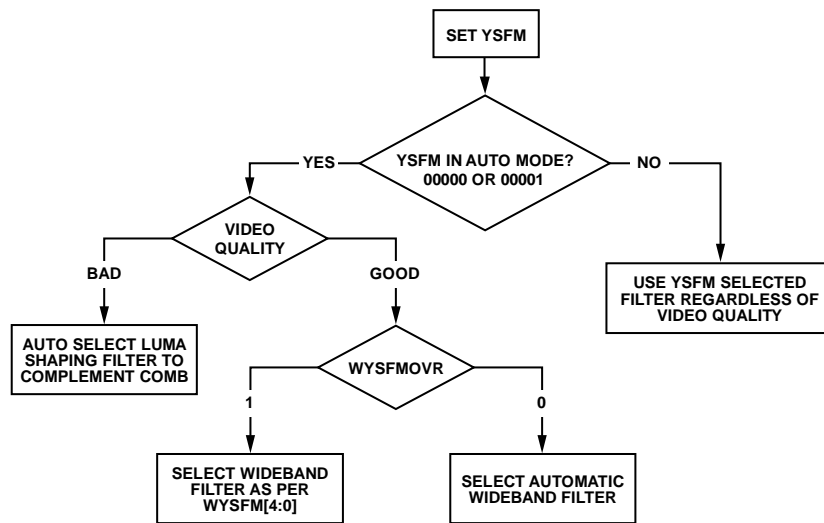 SET YSFM
YSFM IN AUTO MODE?
00000 OR 00001
YES
NO
VIDEO
QUALITY
BAD
GOOD
USE YSFM SELECTED
FILTER REGARDLESS OF
VIDEO QUALITY
AUTO SELECT LUMA
SHAPING FILTER TO
COMPLEMENT COMB
WYSFMOVR
1
0
SELECT WIDEBAND
FILTER AS PER
WYSFM[4:0]
SELECT AUTOMATIC
WIDEBAND FILTER